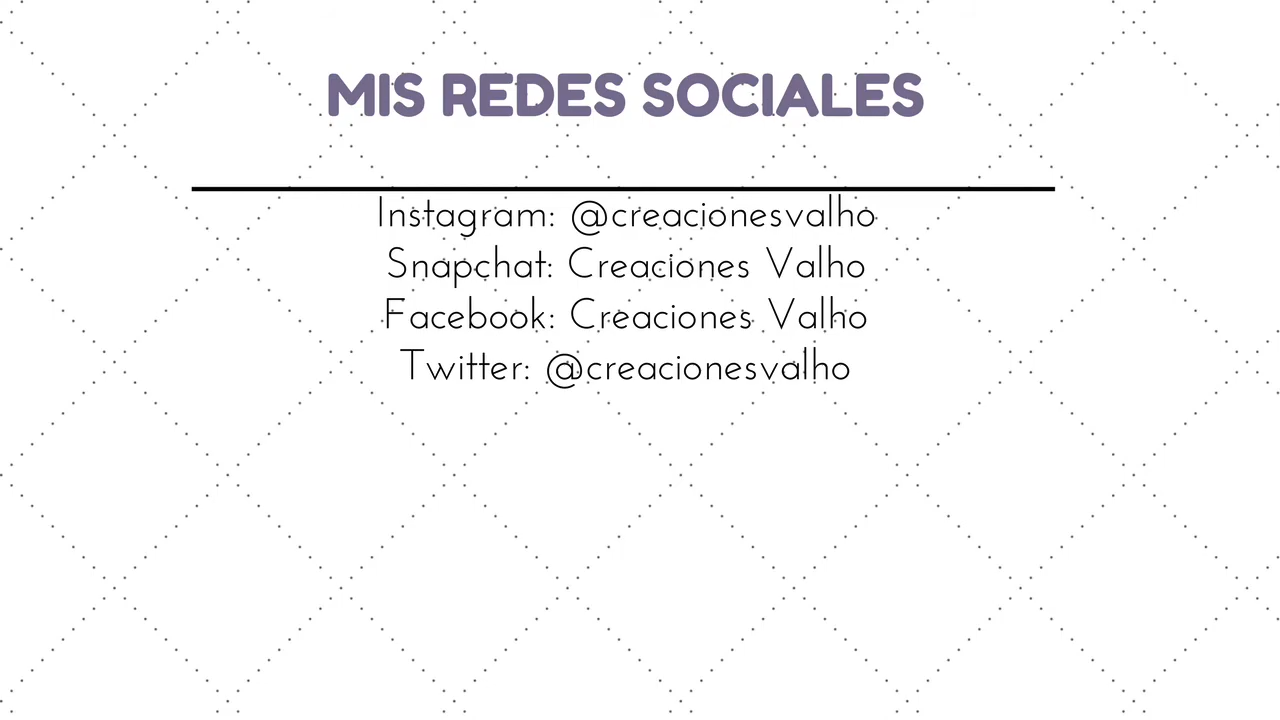 MIS REDES SOCIALES
Instagram: @creacionesvalho
Snapchat: Creaciones Valho
Facebook: Creaciones Valho
Twitter: @creacionesvalho